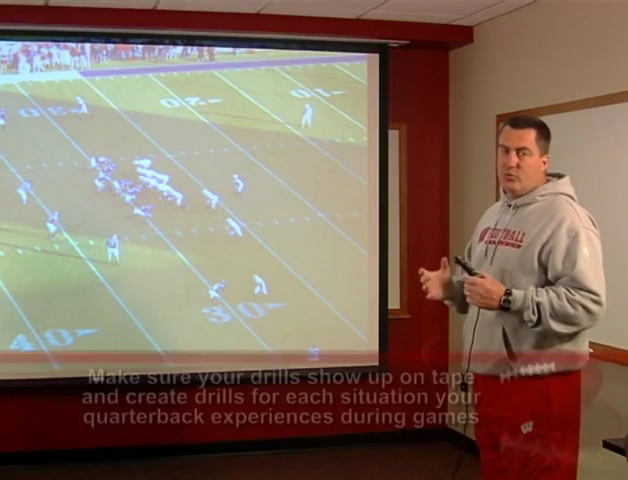 30
20
10
40
30
FOOTBALL
W
Make sure your drills show up on tape
and create drills for each situation your
quarterback experiences during games